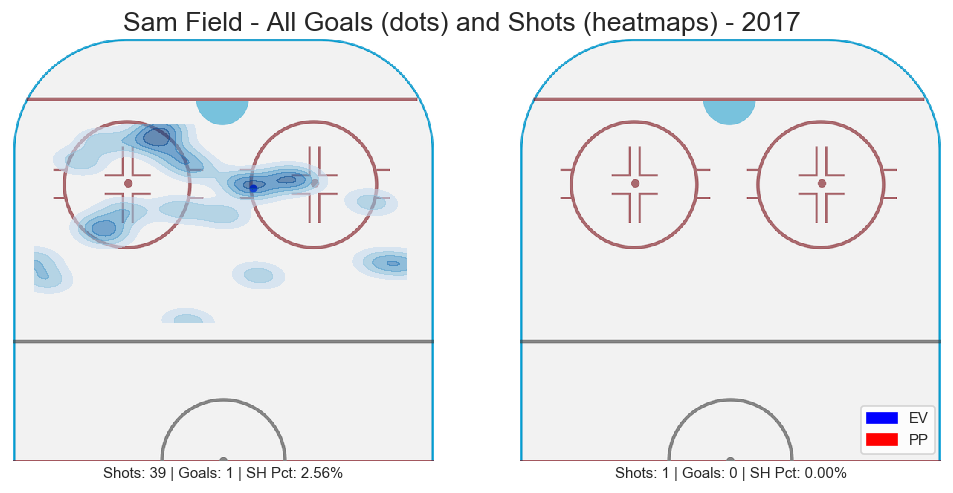 Sam Field - All Goals (dots) and Shots (heatmaps) - 2017
EV
PP
Shots: 39 | Goals: 1 | SH Pct: 2.56%
Shots: 1 | Goals: 0 | SH Pct: 0.00%